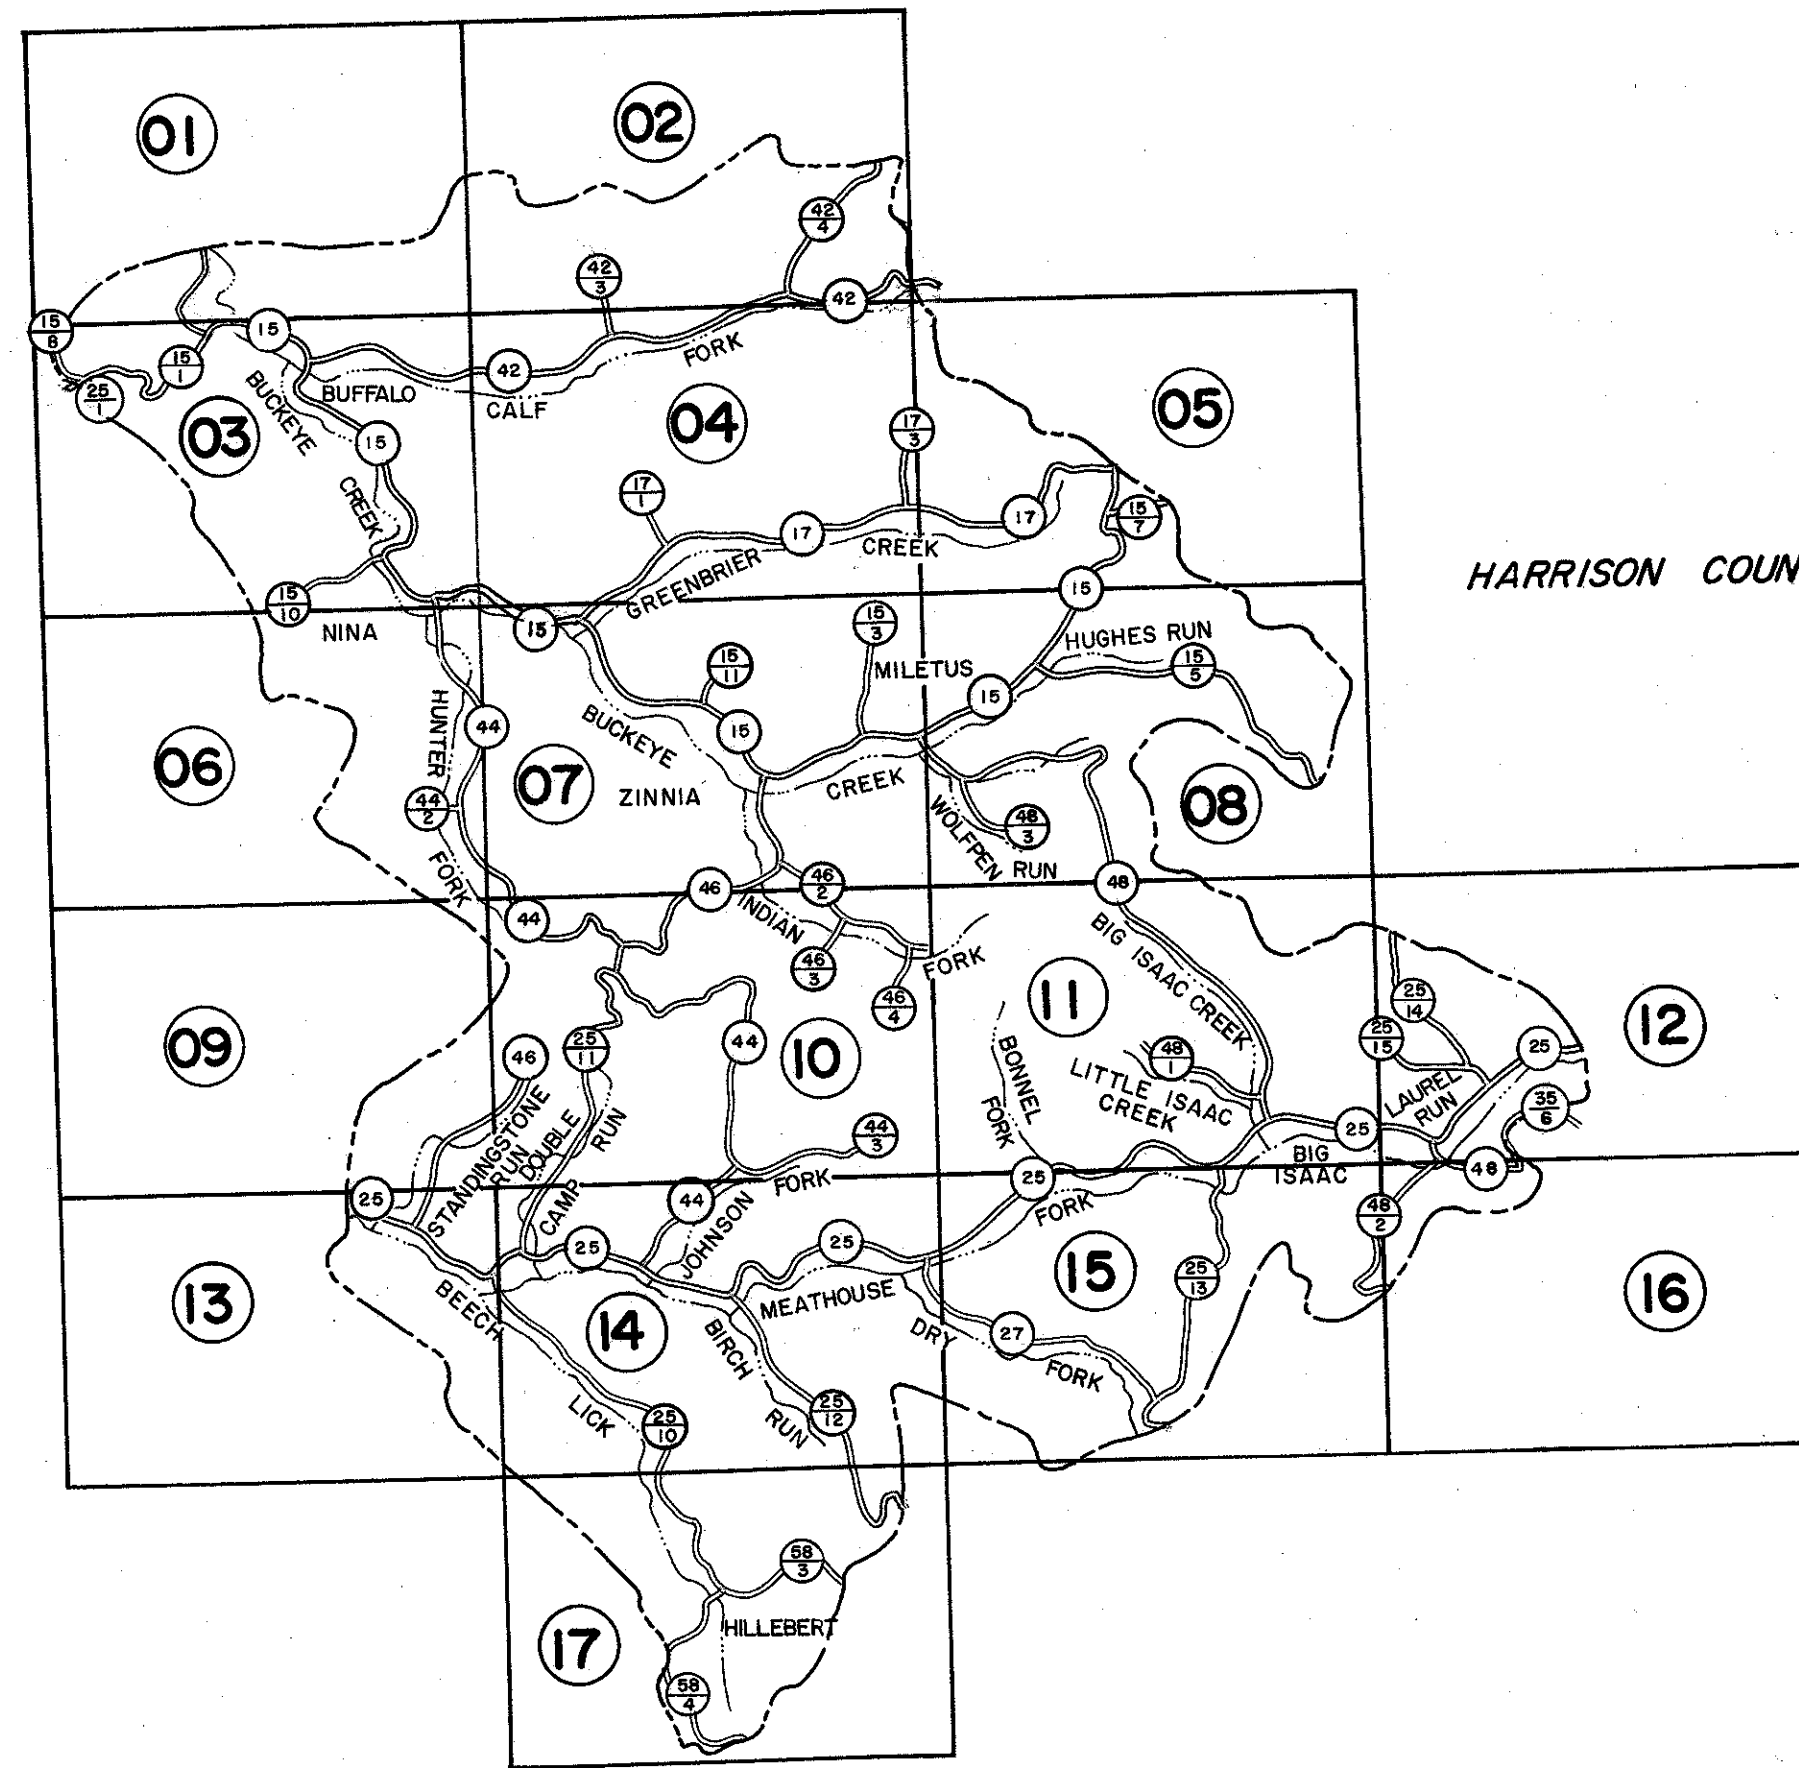 01
02
42
4
42
3
42
15
8
15
15
1
25
1
BUCKEYE
BUFFALO
42
CALF
FORK
03
04
05
15
CREEK
17
3
17
1
17
17
15
7
GREENBRIER
CREEK
HARRISON COUN
15
10
NINA
15
15
15
3
MILETUS
HUGHES RUN
15
5
15
11
15
HUNTER
44
BUCKEYE
15
06
07
ZINNIA
CREEK
08
44
2
WOLFPEN
RUN
48
3
FORK
44
46
46
2
48
INDIAN
FORK
46
3
46
4
BIG ISAAC CREEK
09
46
25
11
44
10
11
BONNEL
FORK
48
1
LITTLE ISAAC
CREEK
25
14
25
15
25
12
LAUREL
RUN
35
6
STANDINGSTONE
RUN
DOUBLE
CAMP
RUN
44
3
FORK
25
BIG
ISAAC
48
25
44
JOHNSON
25
FORK
48
2
25
25
13
BEECH
14
MEATHOUSE
15
25
13
16
BIRCH
RUN
DRY
FORK
27
LICK
25
10
25
12
58
3
17
HILLEBERT
58
4